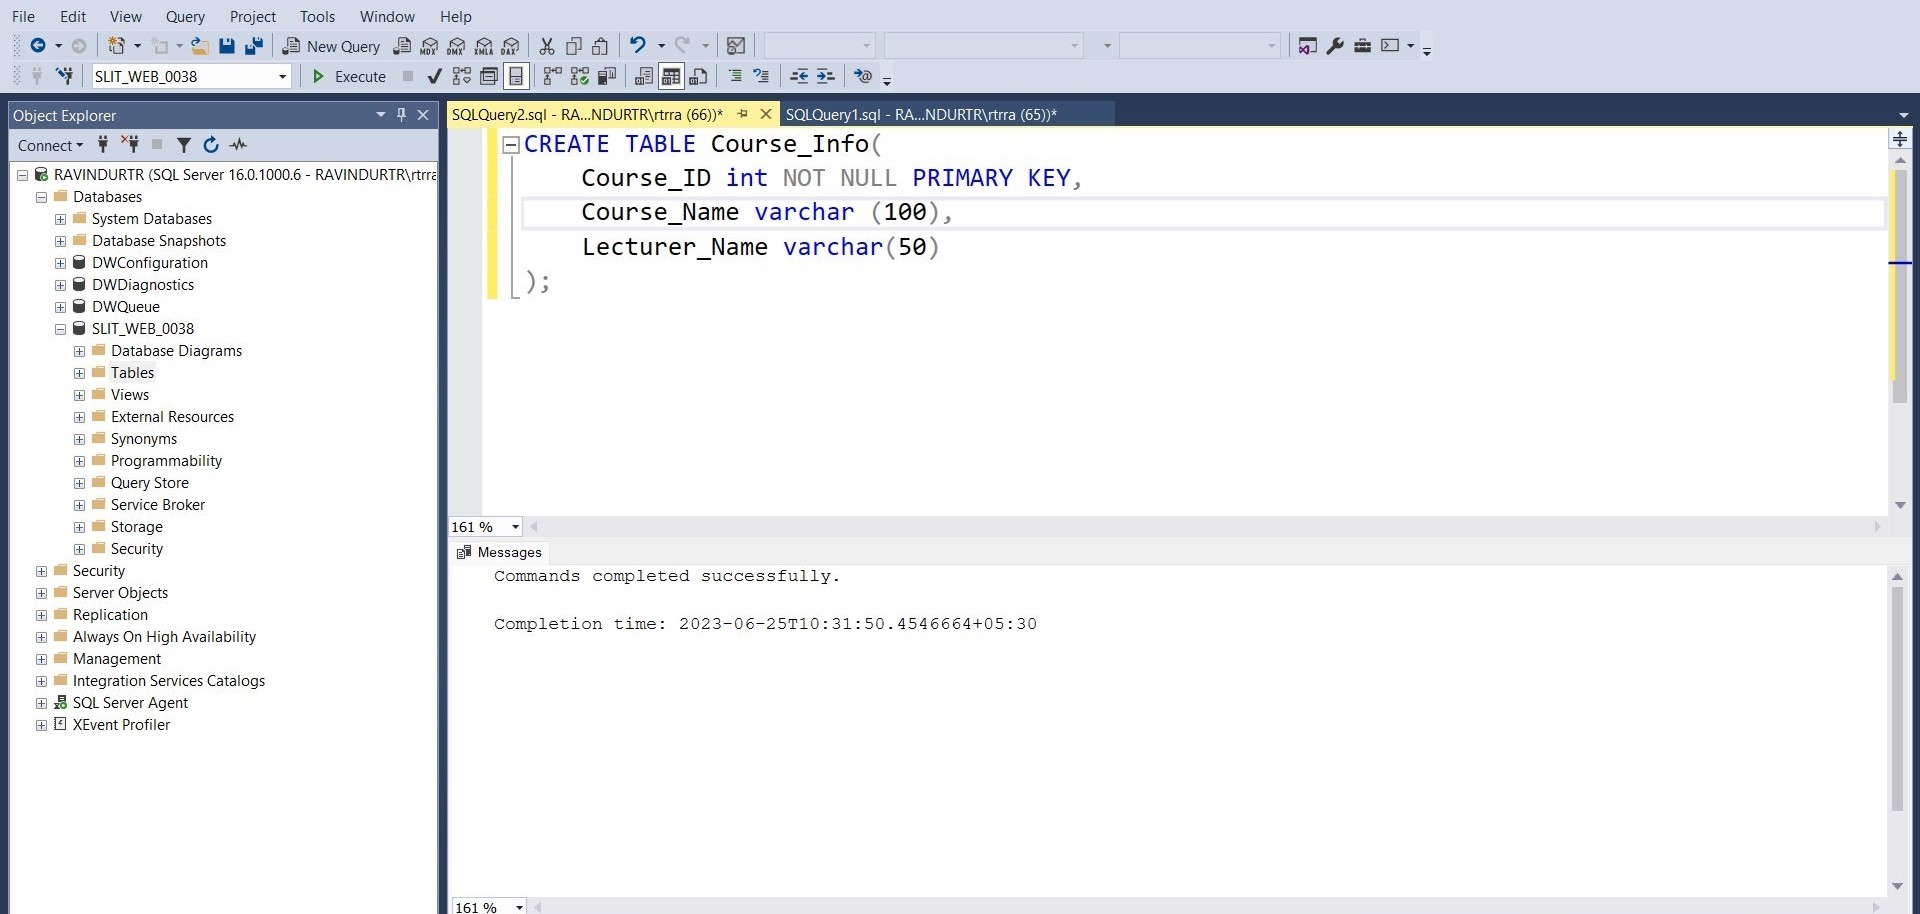 File Edit View Query Project Tools Window Help
New Query MDX DMX XMLA DAX
SLIT_WEB_0038 Execute
Object Explorer
Connect
RAVINDURTR (SQL Server 16.0.1000.6 - RAVINDURTR\rtrra
Databases
System Databases
Database Snapshots
DWConfiguration
DWDiagnostics
DWQueue
SLIT_WEB_0038
Database Diagrams
Tables
Views
External Resources
Synonyms
Programmability
Query Store
Service Broker
Storage
Security
Security
Server Objects
Replication
Always On High Availability
Management
Integration Services Catalogs
SQL Server Agent
XEvent Profiler
SQLQuery2.sql - RA...NDURTR\rtrra (66))* SQLQuery1.sql - RA...NDURTR\rtrra (65))*
CREATE TABLE Course_Info(
Course_ID int NOT NULL PRIMARY KEY,
Course_Name varchar (100),
Lecturer_Name varchar(50)
);
161 %
Messages
Commands completed successfully.
Completion time: 2023-06-25T10:31:50.4546664+05:30
161 %